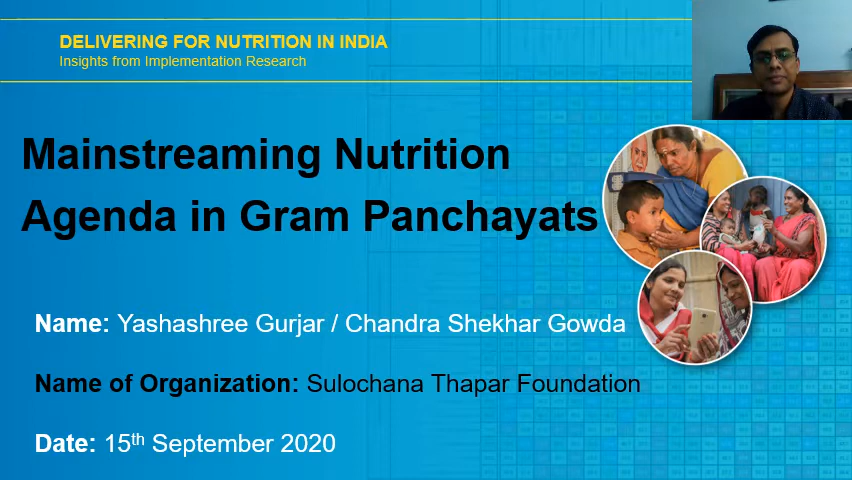 DELIVERING FOR NUTRITION IN INDIA
Insights from Implementation Research
Mainstreaming Nutrition
Agenda in Gram Panchayats
Name: Yashashree Gurjar / Chandra Shekhar Gowda
Name of Organization: Sulochana Thapar Foundation
Date: 15th September 2020